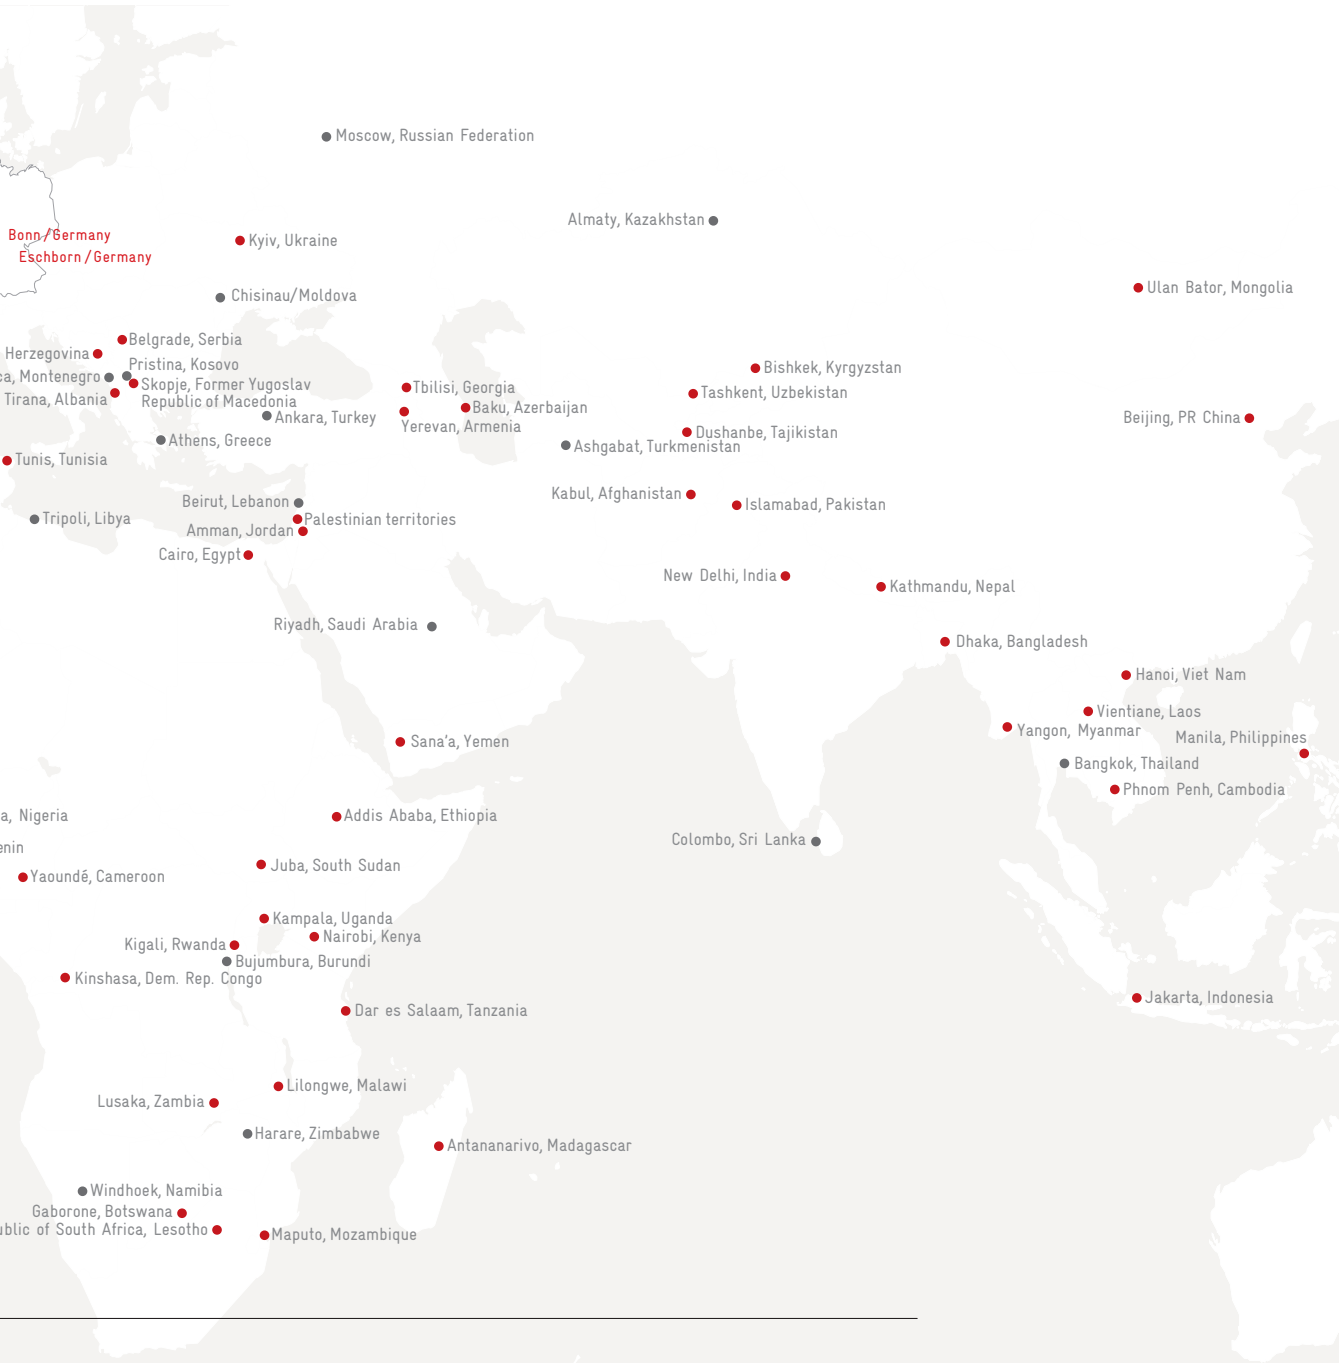 Moscow, Russian Federation
Almaty, Kazakhstan
Bonn/Germany
Kyiv, Ukraine
Eschborn/Germany
Ulan Bator, Mongolia
Chisinau/Moldova
Belgrade, Serbia
Herzegovina
Pristina, Kosovo
Bishkek, Kyrgyzstan
Montenegro
Skopje, Former Yugoslav
Republic of Macedonia
Tbilisi, Georgia
Tashkent, Uzbekistan
Tirana, Albania
Baku, Azerbaijan
Ankara, Turkey
Yerevan, Armenia
Beijing, PR China
Dushanbe, Tajikistan
Athens, Greece
Ashgabat, Turkmenistan
Tunis, Tunisia
Kabul, Afghanistan
Beirut, Lebanon
Islamabad, Pakistan
Tripoli, Libya
Palestinian territories
Amman, Jordan
Cairo, Egypt
New Delhi, India
Kathmandu, Nepal
Riyadh, Saudi Arabia
Dhaka, Bangladesh
Hanoi, Viet Nam
Vientiane, Laos
Yangon, Myanmar
Manila, Philippines
Sana'a, Yemen
Bangkok, Thailand
Phnom Penh, Cambodia
a, Nigeria
Addis Ababa, Ethiopia
Colombo, Sri Lanka
enin
Juba, South Sudan
Yaoundé, Cameroon
Kampala, Uganda
Nairobi, Kenya
Kigali, Rwanda
Bujumbura, Burundi
Kinshasa, Dem. Rep. Congo
Jakarta, Indonesia
Dar es Salaam, Tanzania
Lilongwe, Malawi
Lusaka, Zambia
Harare, Zimbabwe
Antananarivo, Madagascar
Windhoek, Namibia
Gaborone, Botswana
ublic of South Africa, Lesotho
Maputo, Mozambique